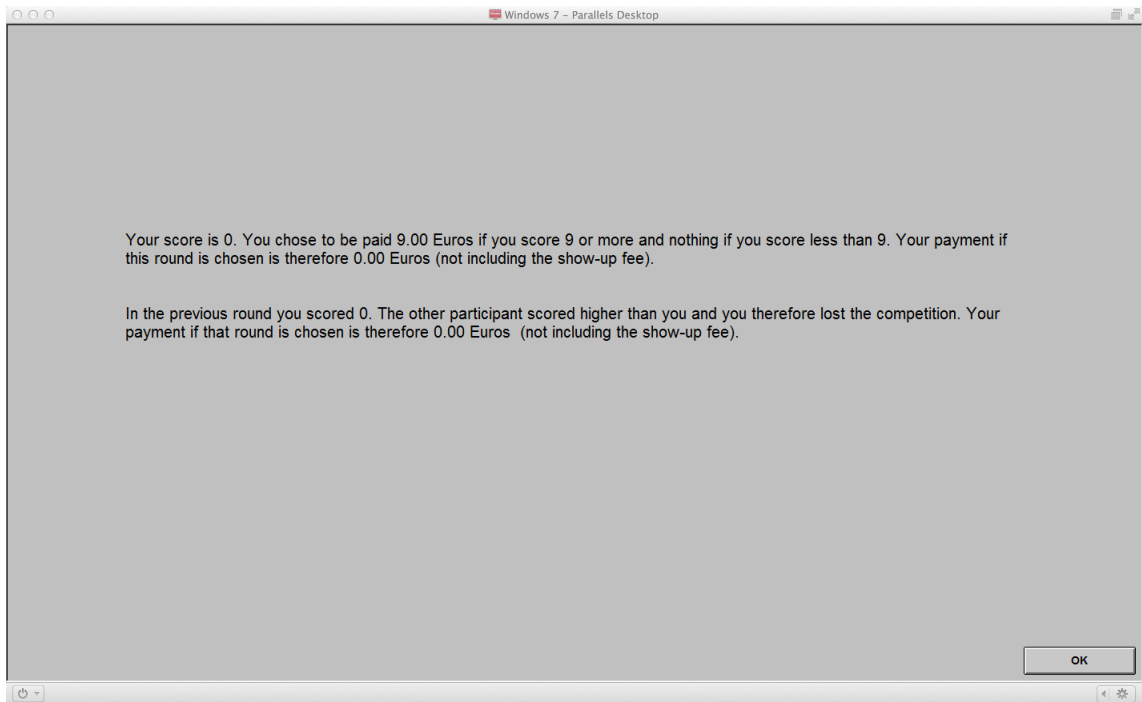 Windows 7 – Parallels Desktop
Your score is 0. You chose to be paid 9.00 Euros if you score 9 or more and nothing if you score less than 9. Your payment if
this round is chosen is therefore 0.00 Euros (not including the show-up fee).
In the previous round you scored 0. The other participant scored higher than you and you therefore lost the competition. Your
payment if that round is chosen is therefore 0.00 Euros  (not including the show-up fee).
OK